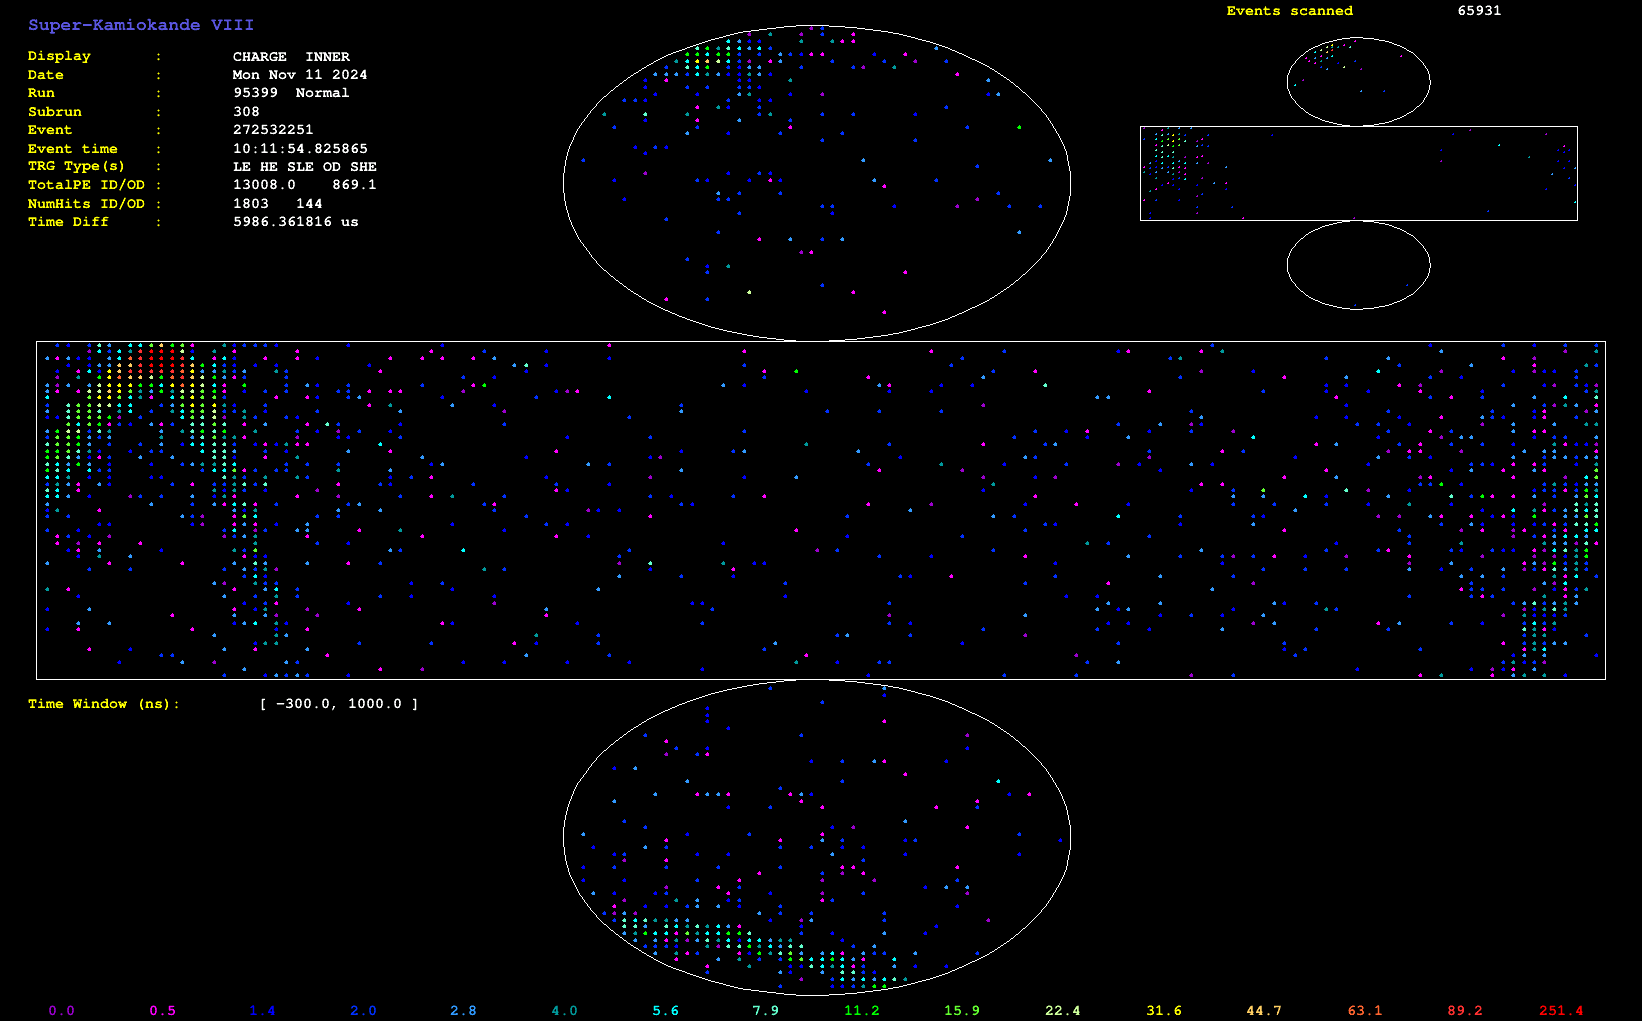 Super-Kamiokande VIII
Events scanned 65931
Display : CHARGE INNER
Date : Mon Nov 11 2024
Run : 95399 Normal
Subrun : 308
Event : 272532251
Event time : 10:11:54.825865
TRG Type(s) : LE HE SLE OD SHE
TotalPE ID/OD : 13008.0 869.1
NumHits ID/OD : 1803 144
Time Diff : 5986.361816 us
Time Window (ns): [ -300.0, 1000.0 ]
0.0 0.5 1.4 2.0 2.8 4.0 5.6 7.9 11.2 15.9 22.4 31.6 44.7 63.1 89.2 251.4